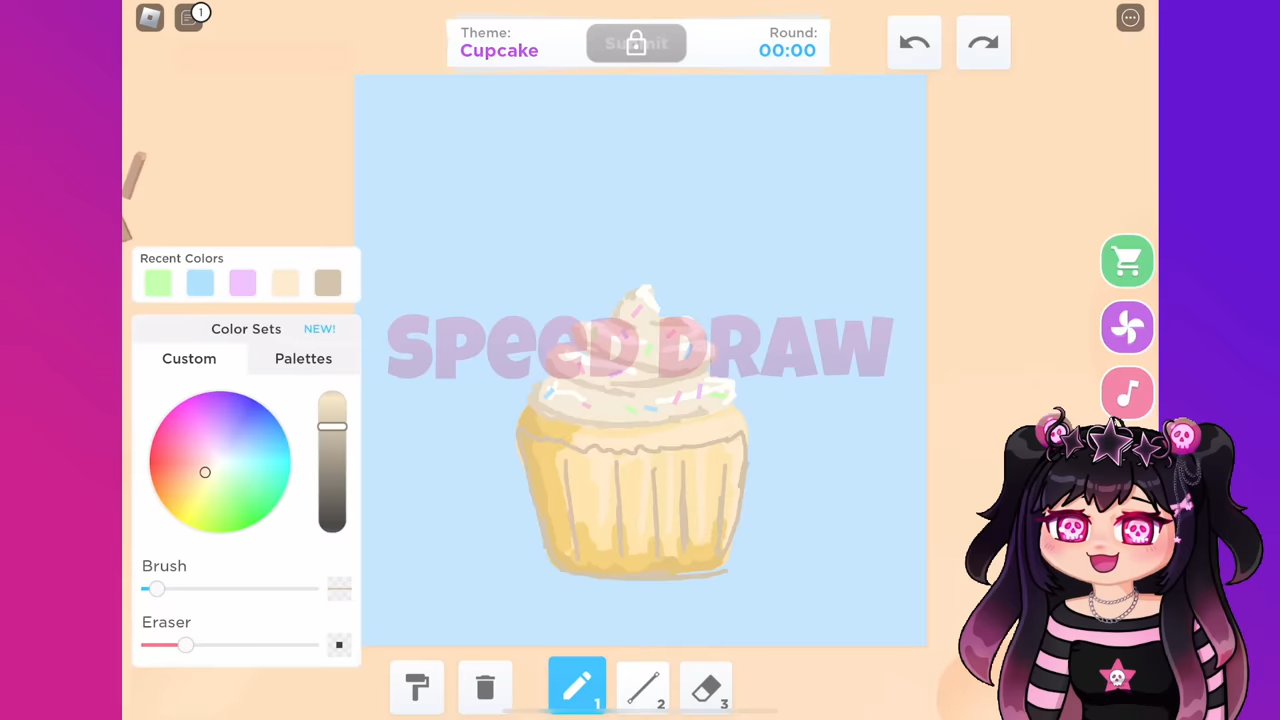 1
Theme:
Cupcake
Submit
Round:
00:00
Recent Colors
Color Sets
NEW!
Custom
Palettes
SPEED DRAW
Brush
Eraser
1
2
3